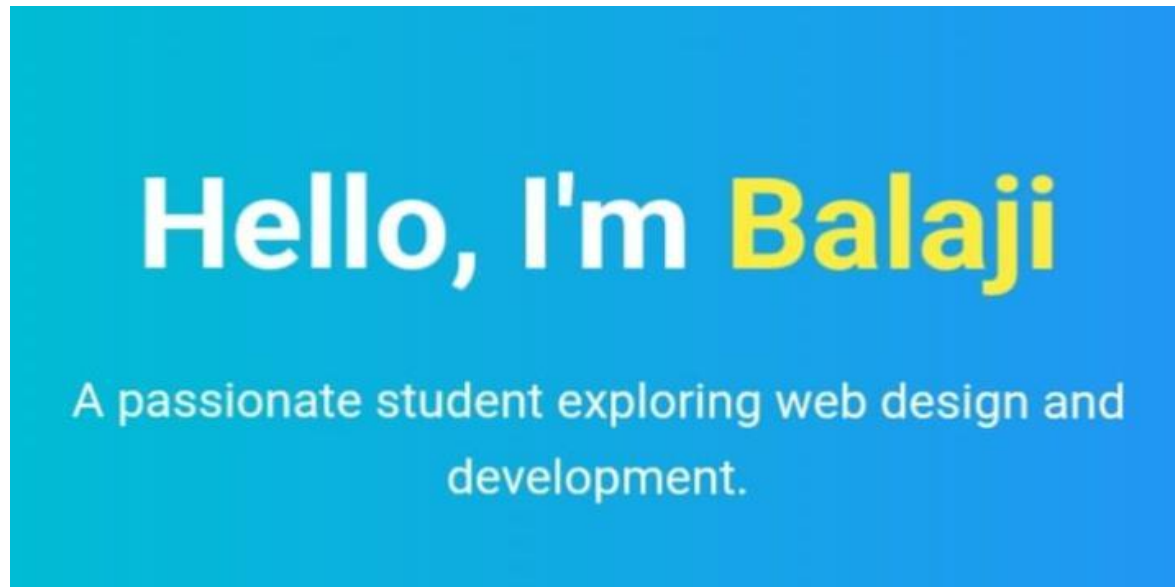 Hello, I'm Balaji
A passionate student exploring web design and
development.